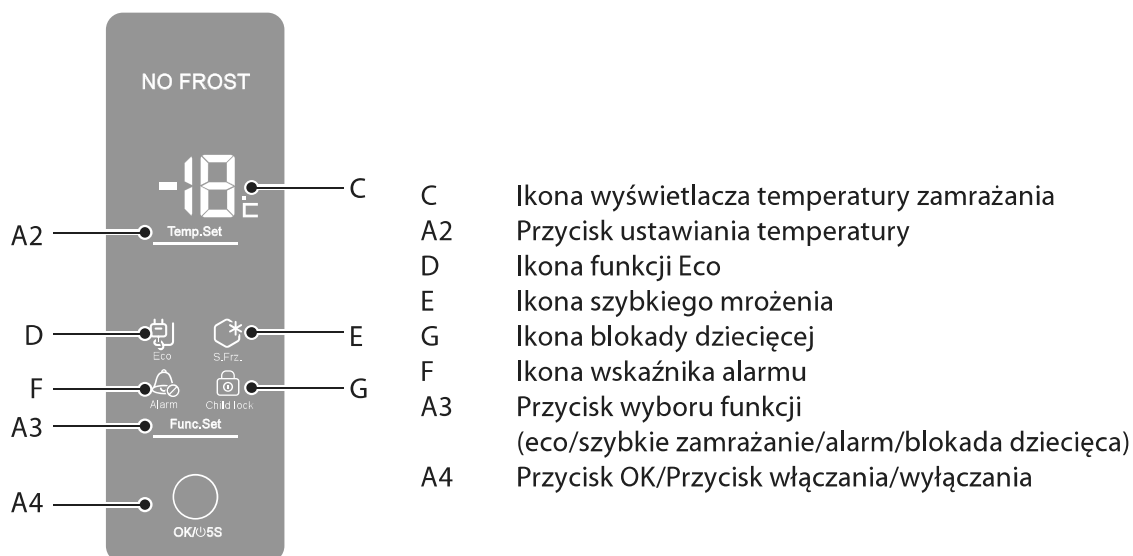 NO FROST
-18°C
Temp.Set
Eco
S.Frz.
Alarm
Child lock
Func.Set
OK/⏻5S
A2
D
F
A3
A4
C
E
G
C Ikona wyświetlacza temperatury zamrażania
A2 Przycisk ustawiania temperatury
D Ikona funkcji Eco
E Ikona szybkiego mrożenia
G Ikona blokady dziecięcej
F Ikona wskaźnika alarmu
A3 Przycisk wyboru funkcji
(eco/szybkie zamrażanie/alarm/blokada dziecięca)
A4 Przycisk OK/Przycisk włączania/wyłączania